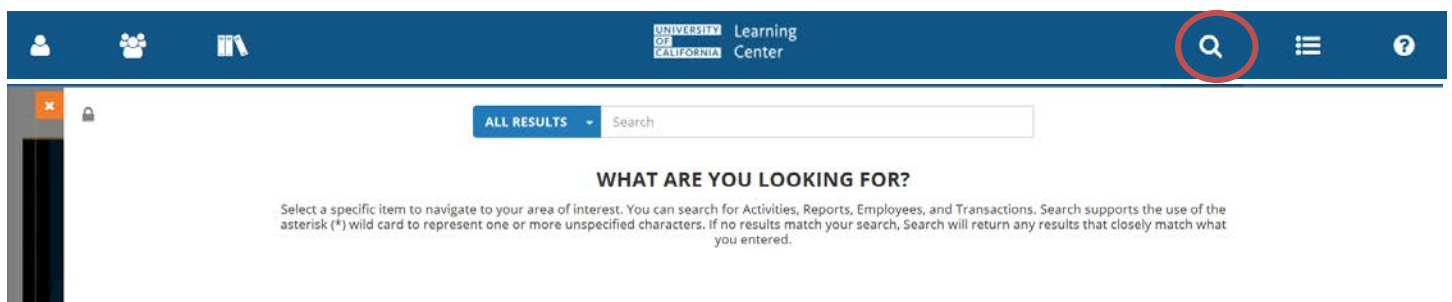 UNIVERSITY
OF
CALIFORNIA
Learning
Center
ALL RESULTS
Search
WHAT ARE YOU LOOKING FOR?
Select a specific item to navigate to your area of interest. You can search for Activities, Reports, Employees, and Transactions. Search supports the use of the
asterisk (*) wild card to represent one or more unspecified characters. If no results match your search, Search will return any results that closely match what
you entered.